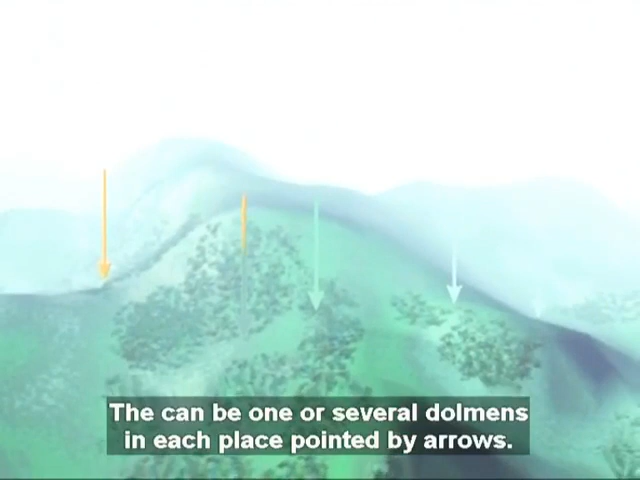 The can be one or several dolmens
in each place pointed by arrows.